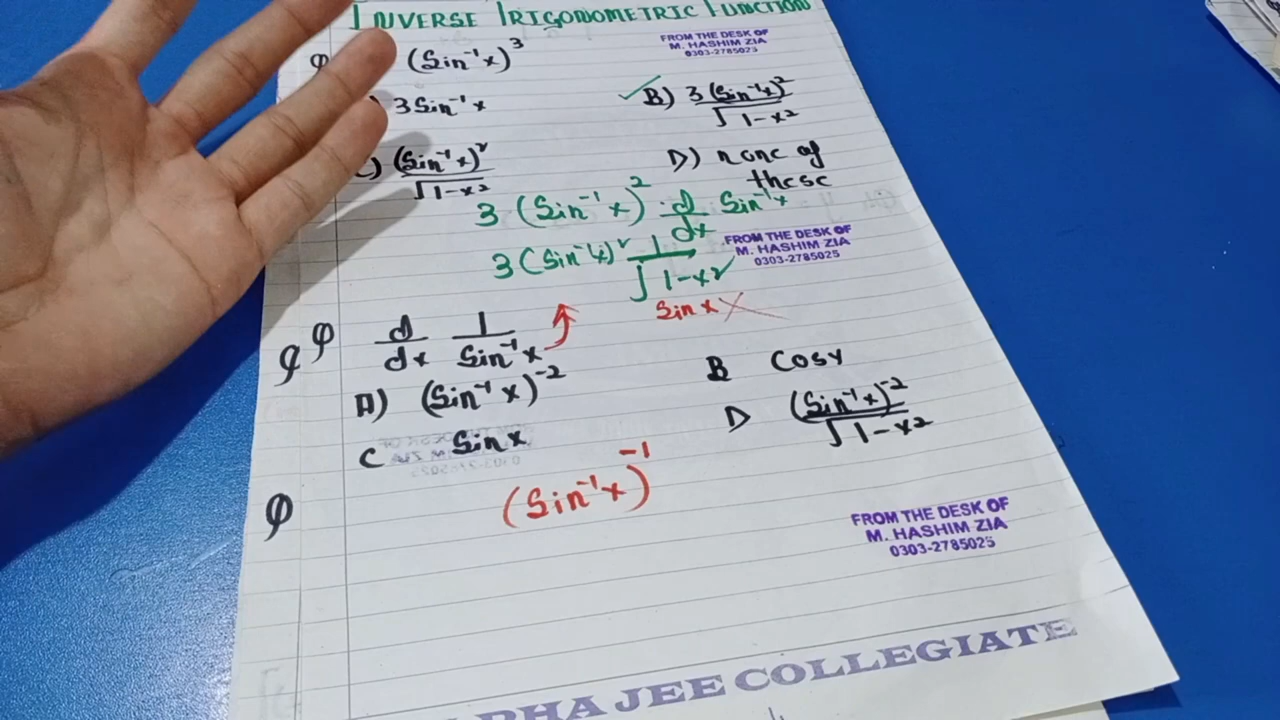 INVERSE TRIGONOMETRIC FUNCTION
FROM THE DESK OF
M. HASHIM ZIA
0303-2785025
(Sin⁻¹x)³
3 Sin⁻¹x
B) 3(Sin⁻¹x)² / √1-x²
) (Sin⁻¹x)² / √1-x²
D) none of
these
3 (Sin⁻¹x)² · d/dx Sin⁻¹x
3 (Sin⁻¹x)² 1/√1-x²
FROM THE DESK OF
M. HASHIM ZIA
0303-2785025
Sin x
Q Q d/dx 1/Sin⁻¹x
A) (Sin⁻¹x)⁻²
B Cosx
C Sin x
D (Sin⁻¹x)⁻² / √1-x²
Q (Sin⁻¹x)⁻¹
FROM THE DESK OF
M. HASHIM ZIA
0303-2785025
PHA JEE COLLEGIATE